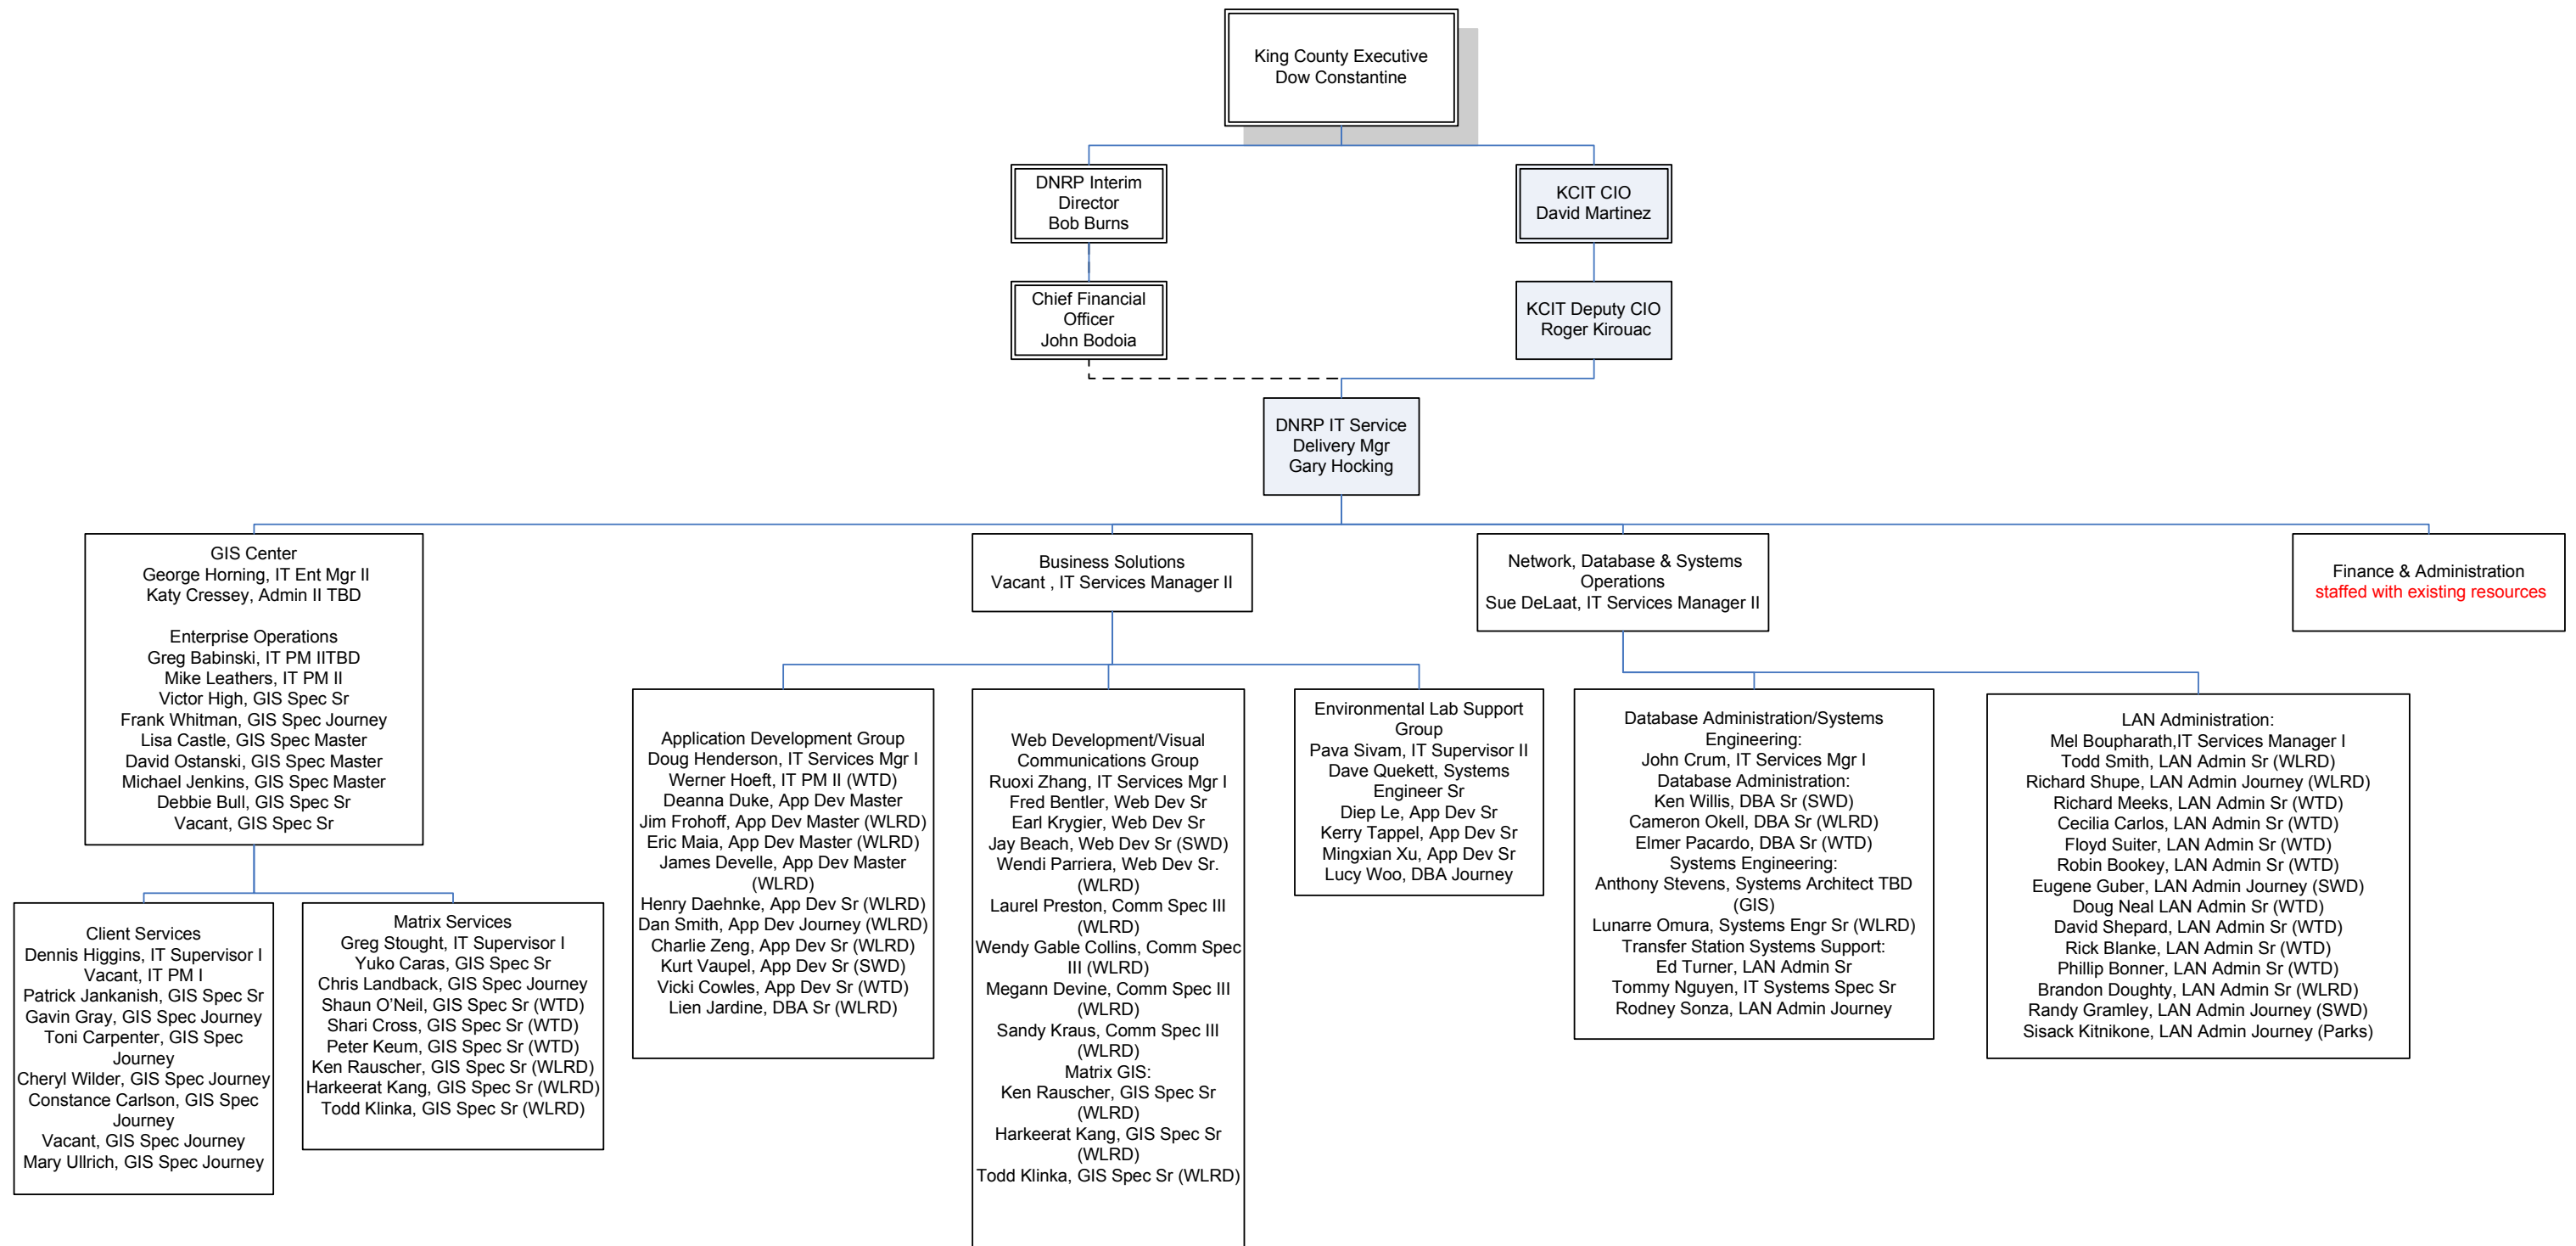 King County Executive
Dow Constantine
DNRP Interim
Director
Bob Burns
KCIT CIO
David Martinez
Chief Financial
Officer
John Bodoia
KCIT Deputy CIO
Roger Kirouac
DNRP IT Service
Delivery Mgr
Gary Hocking
GIS Center
George Horning, IT Ent Mgr II
Katy Cressey, Admin II TBD
Enterprise Operations
Greg Babinski, IT PM IITBD
Mike Leathers, IT PM II
Victor High, GIS Spec Sr
Frank Whitman, GIS Spec Journey
Lisa Castle, GIS Spec Master
David Ostanski, GIS Spec Master
Michael Jenkins, GIS Spec Master
Debbie Bull, GIS Spec Sr
Vacant, GIS Spec Sr
Business Solutions
Vacant , IT Services Manager II
Network, Database & Systems
Operations
Sue DeLaat, IT Services Manager II
Finance & Administration
staffed with existing resources
Client Services
Dennis Higgins, IT Supervisor I
Vacant, IT PM I
Patrick Jankanish, GIS Spec Sr
Gavin Gray, GIS Spec Journey
Toni Carpenter, GIS Spec
Journey
Cheryl Wilder, GIS Spec Journey
Constance Carlson, GIS Spec
Journey
Vacant, GIS Spec Journey
Mary Ullrich, GIS Spec Journey
Matrix Services
Greg Stought, IT Supervisor I
Yuko Caras, GIS Spec Sr
Chris Landback, GIS Spec Journey
Shaun O’Neil, GIS Spec Sr (WTD)
Shari Cross, GIS Spec Sr (WTD)
Peter Keum, GIS Spec Sr (WTD)
Ken Rauscher, GIS Spec Sr (WLRD)
Harkeerat Kang, GIS Spec Sr (WLRD)
Todd Klinka, GIS Spec Sr (WLRD)
Application Development Group
Doug Henderson, IT Services Mgr I
Werner Hoeft, IT PM II (WTD)
Deanna Duke, App Dev Master
Jim Frohoff, App Dev Master (WLRD)
Eric Maia, App Dev Master (WLRD)
James Develle, App Dev Master
(WLRD)
Henry Daehnke, App Dev Sr (WLRD)
Dan Smith, App Dev Journey (WLRD)
Charlie Zeng, App Dev Sr (WLRD)
Kurt Vaupel, App Dev Sr (SWD)
Vicki Cowles, App Dev Sr (WTD)
Lien Jardine, DBA Sr (WLRD)
Web Development/Visual
Communications Group
Ruoxi Zhang, IT Services Mgr I
Fred Bentler, Web Dev Sr
Earl Krygier, Web Dev Sr
Jay Beach, Web Dev Sr (SWD)
Wendi Parriera, Web Dev Sr.
(WLRD)
Laurel Preston, Comm Spec III
(WLRD)
Wendy Gable Collins, Comm Spec
III (WLRD)
Megann Devine, Comm Spec III
(WLRD)
Sandy Kraus, Comm Spec III
(WLRD)
Matrix GIS:
Ken Rauscher, GIS Spec Sr
(WLRD)
Harkeerat Kang, GIS Spec Sr
(WLRD)
Todd Klinka, GIS Spec Sr (WLRD)
Environmental Lab Support
Group
Pava Sivam, IT Supervisor II
Dave Quekett, Systems
Engineer Sr
Diep Le, App Dev Sr
Kerry Tappel, App Dev Sr
Mingxian Xu, App Dev Sr
Lucy Woo, DBA Journey
Database Administration/Systems
Engineering:
John Crum, IT Services Mgr I
Database Administration:
Ken Willis, DBA Sr (SWD)
Cameron Okell, DBA Sr (WLRD)
Elmer Pacardo, DBA Sr (WTD)
Systems Engineering:
Anthony Stevens, Systems Architect TBD
(GIS)
Lunarre Omura, Systems Engr Sr (WLRD)
Transfer Station Systems Support:
Ed Turner, LAN Admin Sr
Tommy Nguyen, IT Systems Spec Sr
Rodney Sonza, LAN Admin Journey
LAN Administration:
Mel Boupharath,IT Services Manager I
Todd Smith, LAN Admin Sr (WLRD)
Richard Shupe, LAN Admin Journey (WLRD)
Richard Meeks, LAN Admin Sr (WTD)
Cecilia Carlos, LAN Admin Sr (WTD)
Floyd Suiter, LAN Admin Sr (WTD)
Robin Bookey, LAN Admin Sr (WTD)
Eugene Guber, LAN Admin Journey (SWD)
Doug Neal LAN Admin Sr (WTD)
David Shepard, LAN Admin Sr (WTD)
Rick Blanke, LAN Admin Sr (WTD)
Phillip Bonner, LAN Admin Sr (WTD)
Brandon Doughty, LAN Admin Sr (WLRD)
Randy Gramley, LAN Admin Journey (SWD)
Sisack Kitnikone, LAN Admin Journey (Parks)